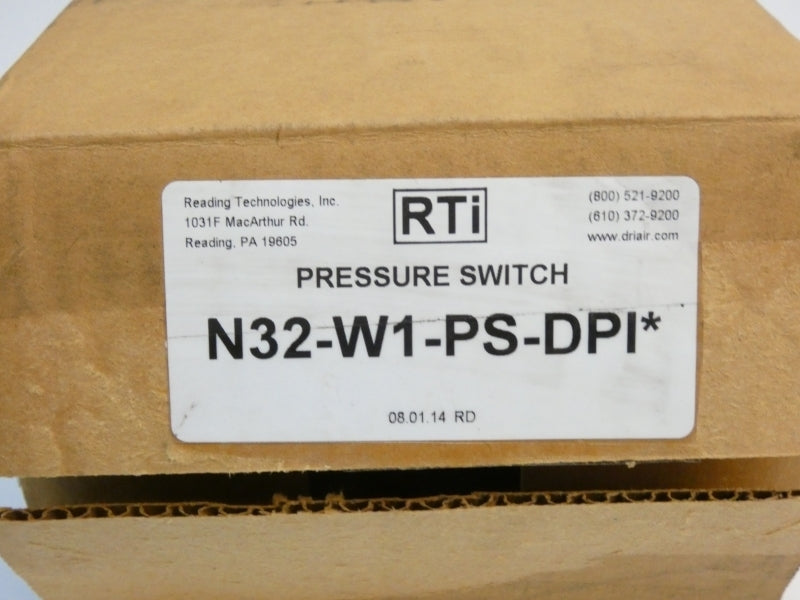 Reading Technologies, Inc.
1031F MacArthur Rd.
Reading, PA 19605
RTi
(800) 521-9200
(610) 372-9200
www.driair.com
PRESSURE SWITCH
N32-W1-PS-DPI*
08.01.14 RD